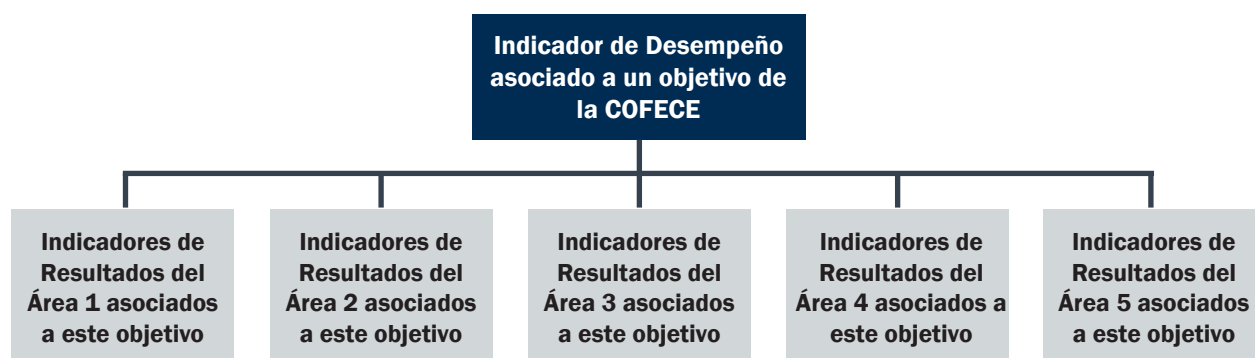 Indicador de Desempeño
asociado a un objetivo de
la COFECE
Indicadores de
Resultados del
Área 1 asociados
a este objetivo
Indicadores de
Resultados del
Área 2 asociados
a este objetivo
Indicadores de
Resultados del
Área 3 asociados
a este objetivo
Indicadores de
Resultados del
Área 4 asociados a
este objetivo
Indicadores de
Resultados del
Área 5 asociados
a este objetivo